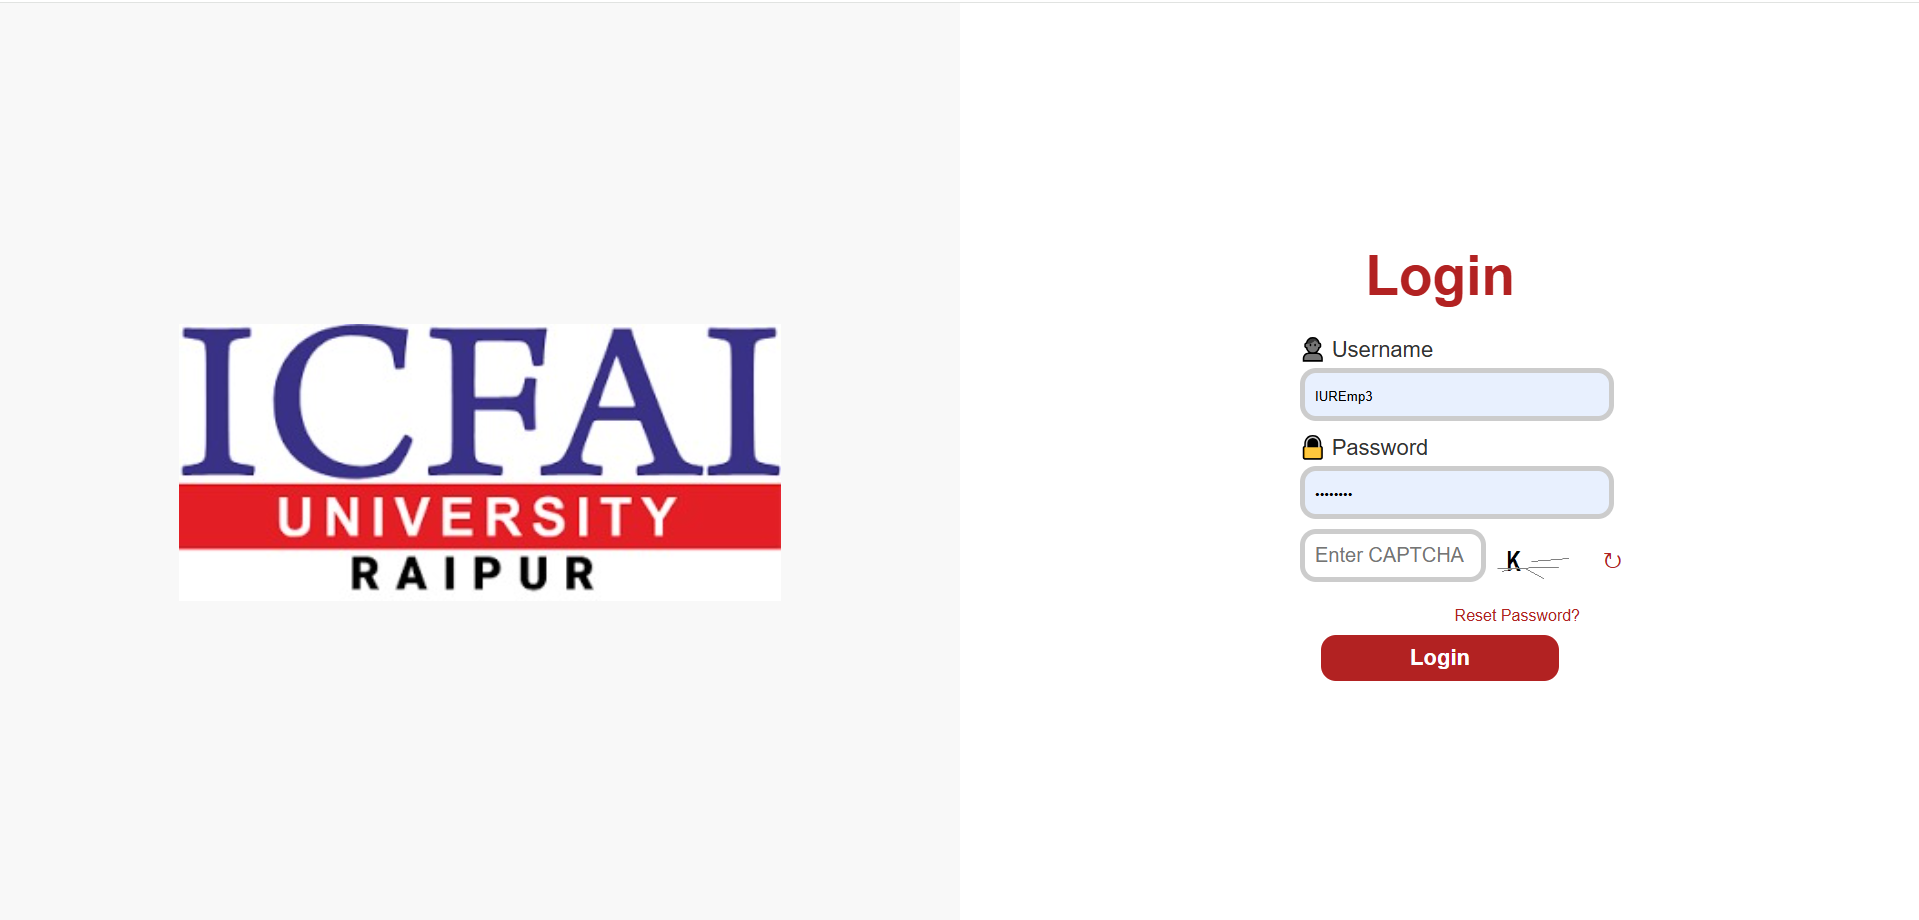 ICFAI
UNIVERSITY
RAIPUR
Login
Username
IUREmp3
Password
••••••••
Enter CAPTCHA
K
Reset Password?
Login